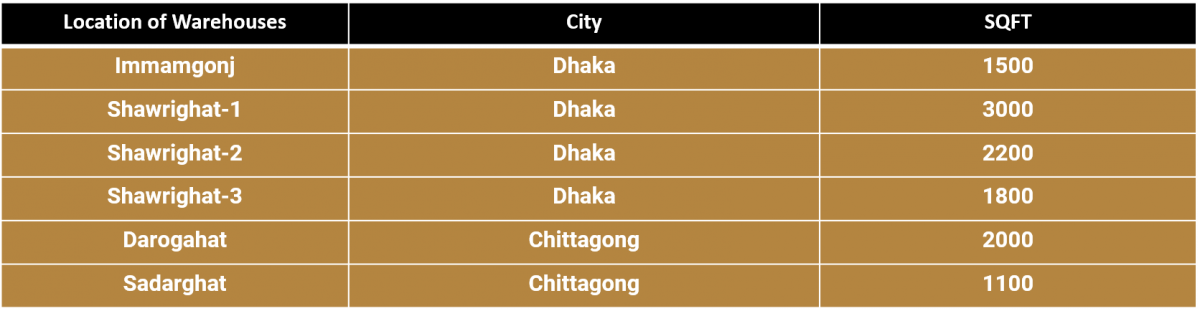 Location of Warehouses City SQFT
Immamgonj Dhaka 1500
Shawrighat-1 Dhaka 3000
Shawrighat-2 Dhaka 2200
Shawrighat-3 Dhaka 1800
Darogahat Chittagong 2000
Sadarghat Chittagong 1100